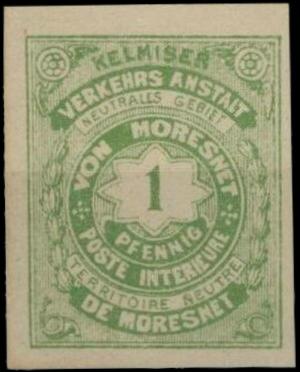 KELMISER
VERKEHRS ANSTALT
NEUTRALES GEBIET
VON MORESNET
1
PFENNIG
POSTE INTERIEURE
TERRITOIRE NEUTRE
DE MORESNET